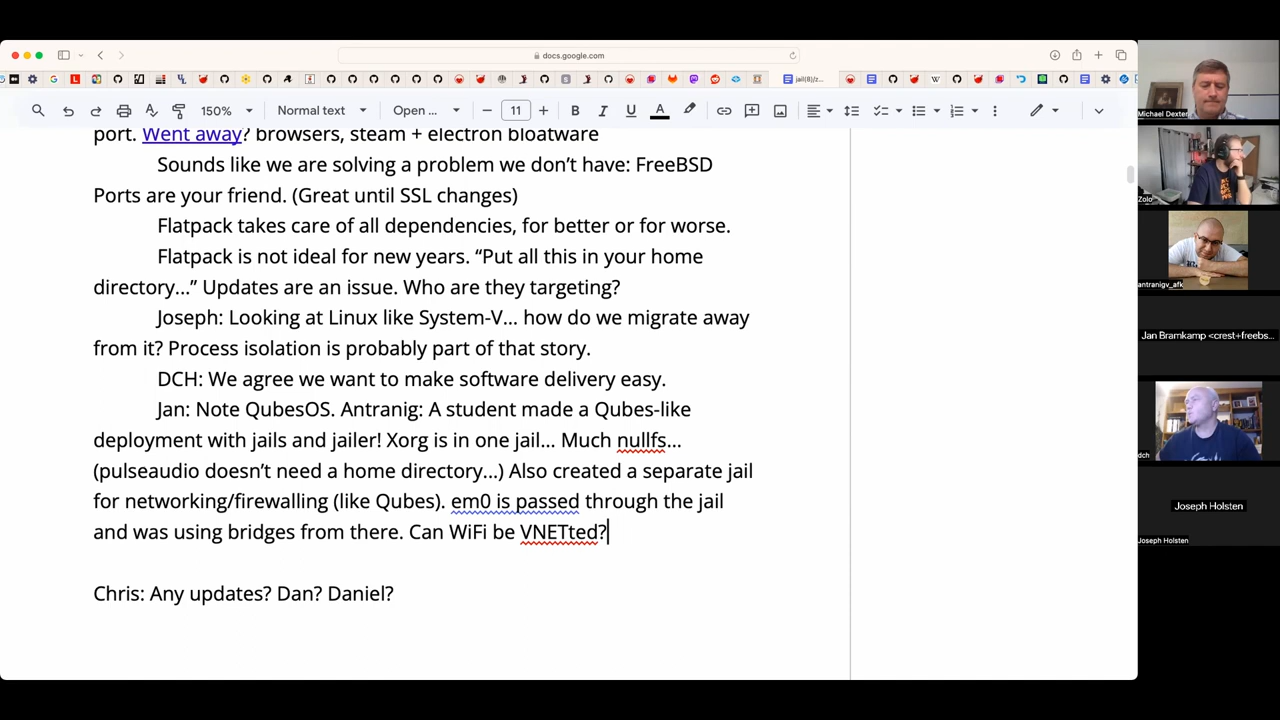 docs.google.com
jail(8)/z...
150%
Normal text
Open ...
11
B I U A
port. Went away? browsers, steam + electron bloatware
Sounds like we are solving a problem we don’t have: FreeBSD
Ports are your friend. (Great until SSL changes)
Flatpack takes care of all dependencies, for better or for worse.
Flatpack is not ideal for new years. “Put all this in your home
directory…” Updates are an issue. Who are they targeting?
Joseph: Looking at Linux like System-V… how do we migrate away
from it? Process isolation is probably part of that story.
DCH: We agree we want to make software delivery easy.
Jan: Note QubesOS. Antranig: A student made a Qubes-like
deployment with jails and jailer! Xorg is in one jail… Much nullfs…
(pulseaudio doesn’t need a home directory…) Also created a separate jail
for networking/firewalling (like Qubes). em0 is passed through the jail
and was using bridges from there. Can WiFi be VNETted?
Chris: Any updates? Dan? Daniel?
Michael Dexter
Zolo
antranigv_afk
Jan Bramkamp <crest+freebs...
dch
Joseph Holsten
Joseph Holsten